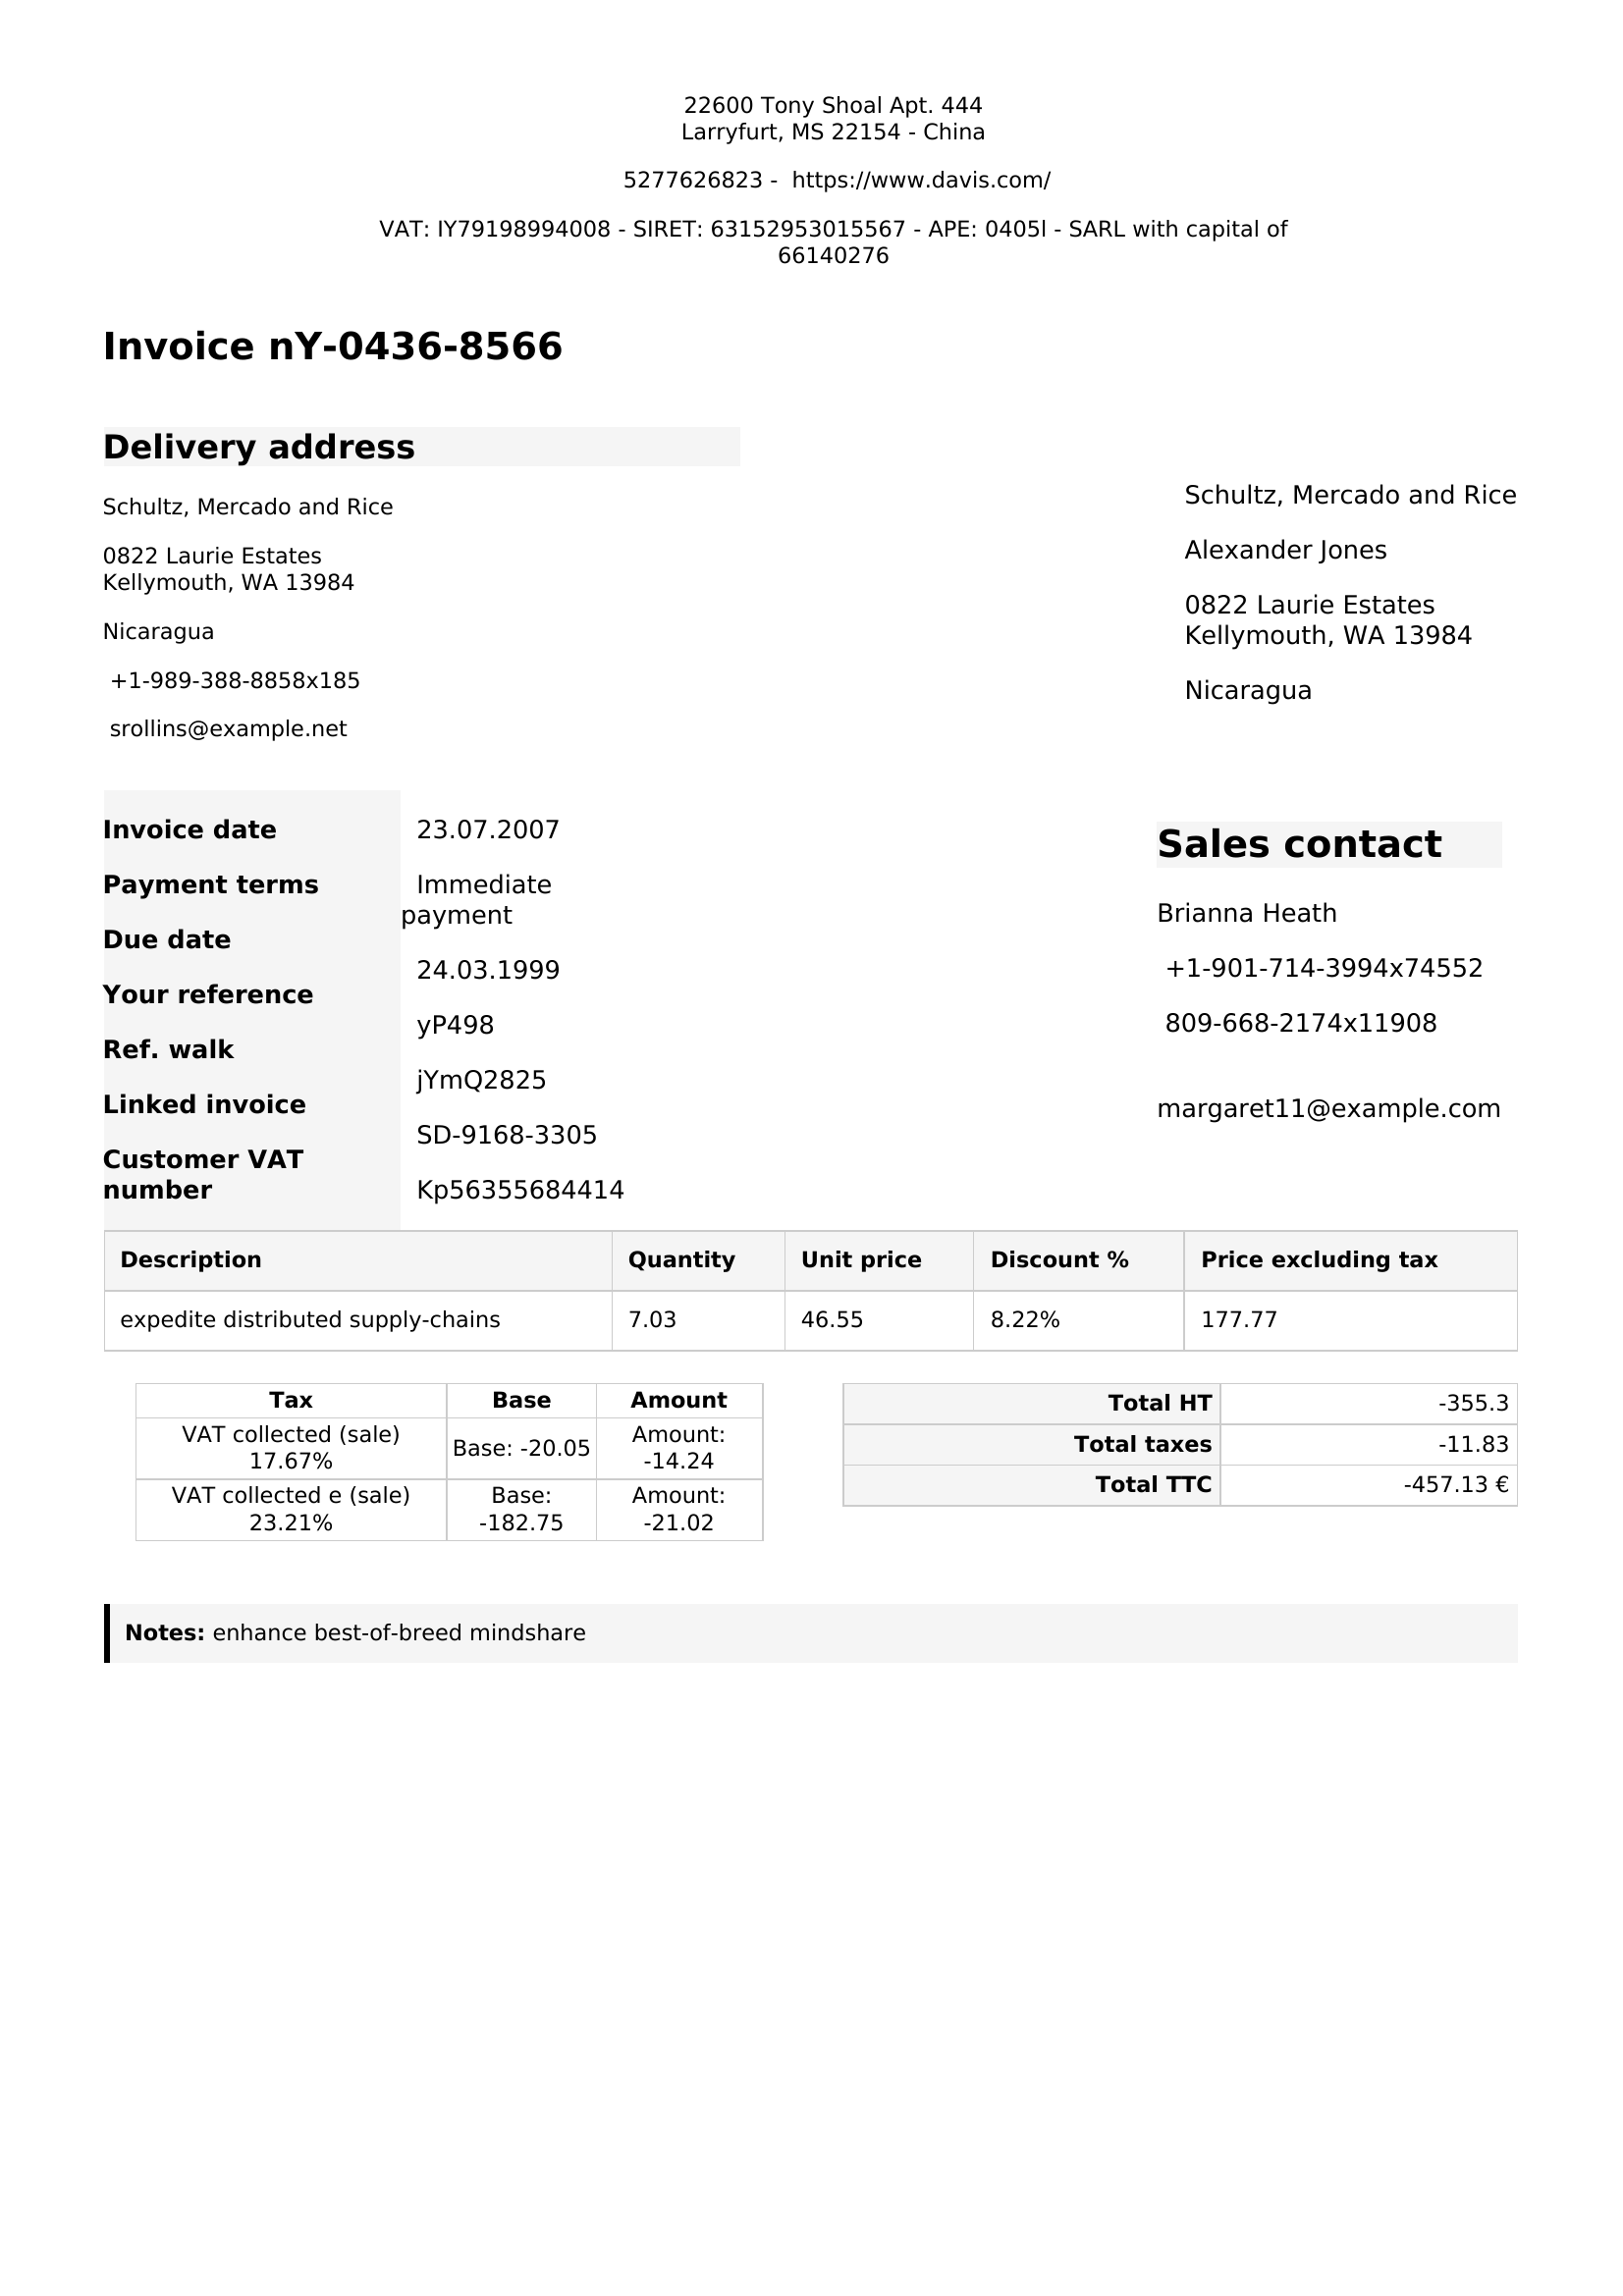 22600 Tony Shoal Apt. 444
Larryfurt, MS 22154 - China
5277626823 - https://www.davis.com/
VAT: IY79198994008 - SIRET: 63152953015567 - APE: 0405l - SARL with capital of
66140276
Invoice nY-0436-8566
Delivery address
Schultz, Mercado and Rice
0822 Laurie Estates
Kellymouth, WA 13984
Nicaragua
+1-989-388-8858x185
srollins@example.net
Schultz, Mercado and Rice
Alexander Jones
0822 Laurie Estates
Kellymouth, WA 13984
Nicaragua
Invoice date
Payment terms
Due date
Your reference
Ref. walk
Linked invoice
Customer VAT
number
23.07.2007
Immediate
payment
24.03.1999
yP498
jYmQ2825
SD-9168-3305
Kp56355684414
Sales contact
Brianna Heath
+1-901-714-3994x74552
809-668-2174x11908
margaret11@example.com
Description Quantity Unit price Discount % Price excluding tax
expedite distributed supply-chains 7.03 46.55 8.22% 177.77
Tax Base Amount
VAT collected (sale)
17.67%
Base: -20.05
Amount:
-14.24
VAT collected e (sale)
23.21%
Base:
-182.75
Amount:
-21.02
Total HT -355.3
Total taxes -11.83
Total TTC -457.13 €
Notes: enhance best-of-breed mindshare